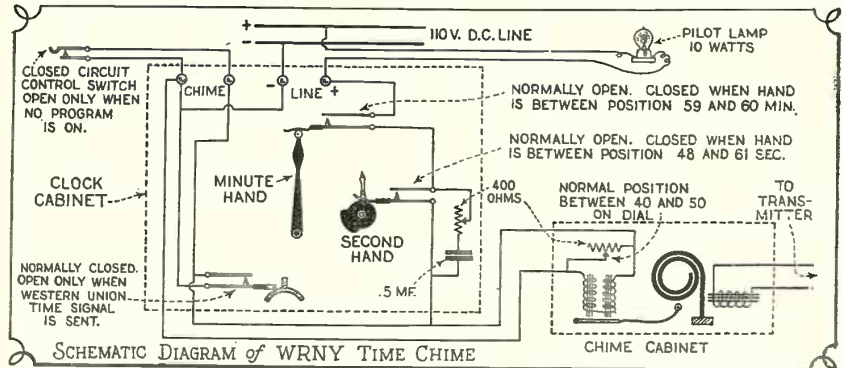 +
- 110 V. D.C. LINE
PILOT LAMP
10 WATTS
CLOSED CIRCUIT
CONTROL SWITCH
OPEN ONLY WHEN
NO PROGRAM
IS ON.
CHIME
- LINE +
NORMALLY OPEN. CLOSED WHEN HAND
IS BETWEEN POSITION 59 AND 60 MIN.
NORMALLY OPEN. CLOSED WHEN HAND
IS BETWEEN POSITION 48 AND 61 SEC.
CLOCK
CABINET
MINUTE
HAND
SECOND
HAND
400
OHMS
.5 MF.
NORMAL POSITION
BETWEEN 40 AND 50
ON DIAL
TO
TRANS-
MITTER
NORMALLY CLOSED.
OPEN ONLY WHEN
WESTERN UNION
TIME SIGNAL
IS SENT.
CHIME CABINET
SCHEMATIC DIAGRAM of WRNY TIME CHIME